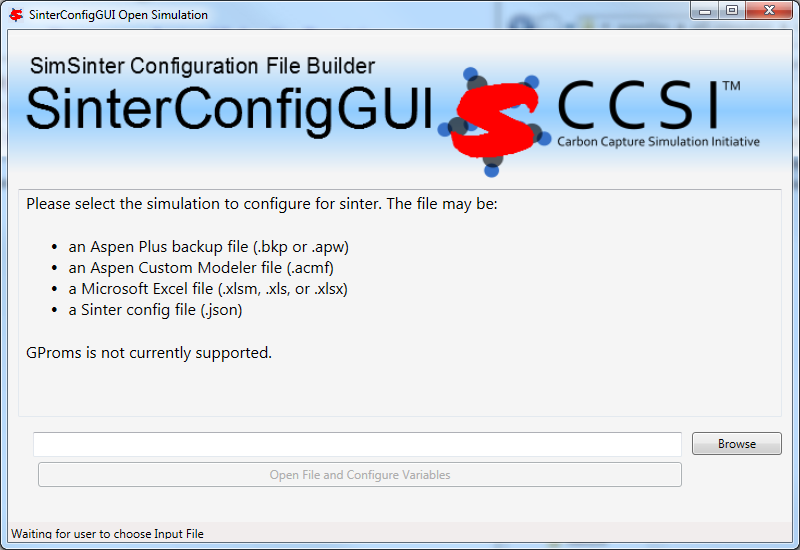 SinterConfigGUI Open Simulation
SimSinter Configuration File Builder
SinterConfigGUI
CCSI™
Carbon Capture Simulation Initiative
Please select the simulation to configure for sinter. The file may be:
• an Aspen Plus backup file (.bkp or .apw)
• an Aspen Custom Modeler file (.acmf)
• a Microsoft Excel file (.xlsm, .xls, or .xlsx)
• a Sinter config file (.json)
GProms is not currently supported.
Browse
Open File and Configure Variables
Waiting for user to choose Input File